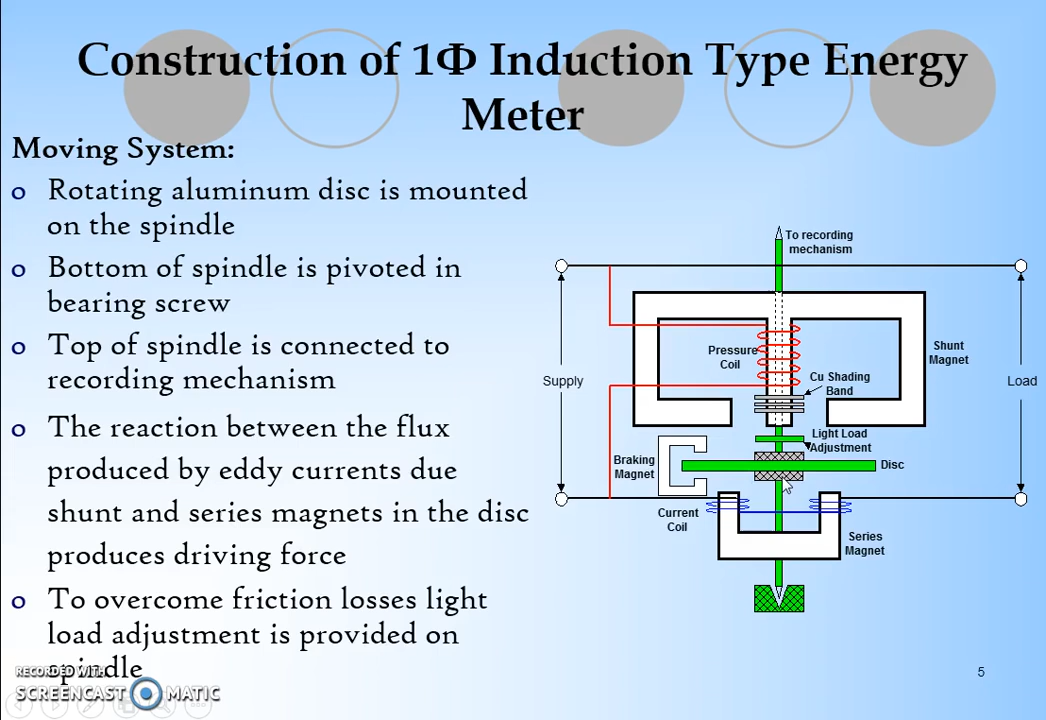 Construction of 1Φ Induction Type Energy
Meter
Moving System:
o Rotating aluminum disc is mounted
on the spindle
o Bottom of spindle is pivoted in
bearing screw
o Top of spindle is connected to
recording mechanism
o The reaction between the flux
produced by eddy currents due
shunt and series magnets in the disc
produces driving force
o To overcome friction losses light
load adjustment is provided on
spindle
To recording
mechanism
Pressure
Coil
Shunt
Magnet
Cu Shading
Band
Supply
Load
Light Load
Adjustment
Braking
Magnet
Disc
Current
Coil
Series
Magnet
RECORDED WITH
SCREENCAST MATIC
5